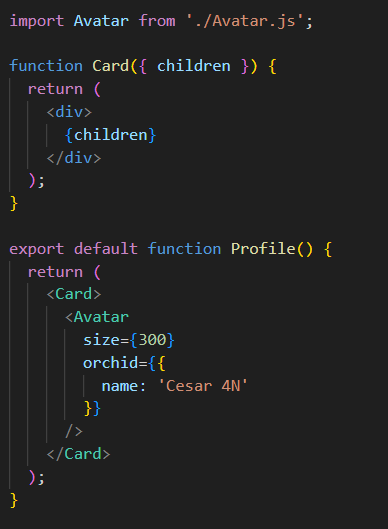 import Avatar from './Avatar.js';
function Card({ children }) {
return (
<div>
{children}
</div>
);
}
export default function Profile() {
return (
<Card>
<Avatar
size={300}
orchid={{
name: 'Cesar 4N'
}}
/>
</Card>
);
}